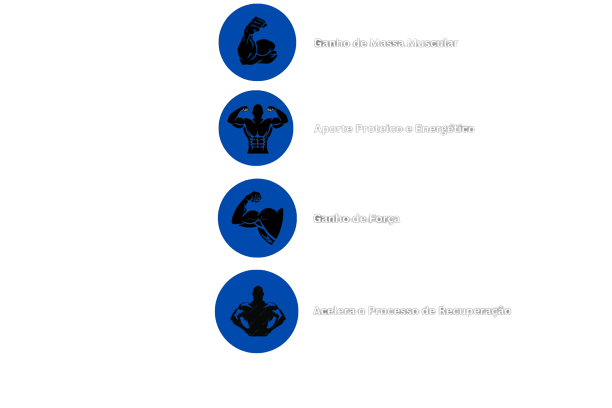 Ganho de Massa Muscular
Aporte Proteico e Energético
Ganho de Força
Acelera o Processo de Recuperação